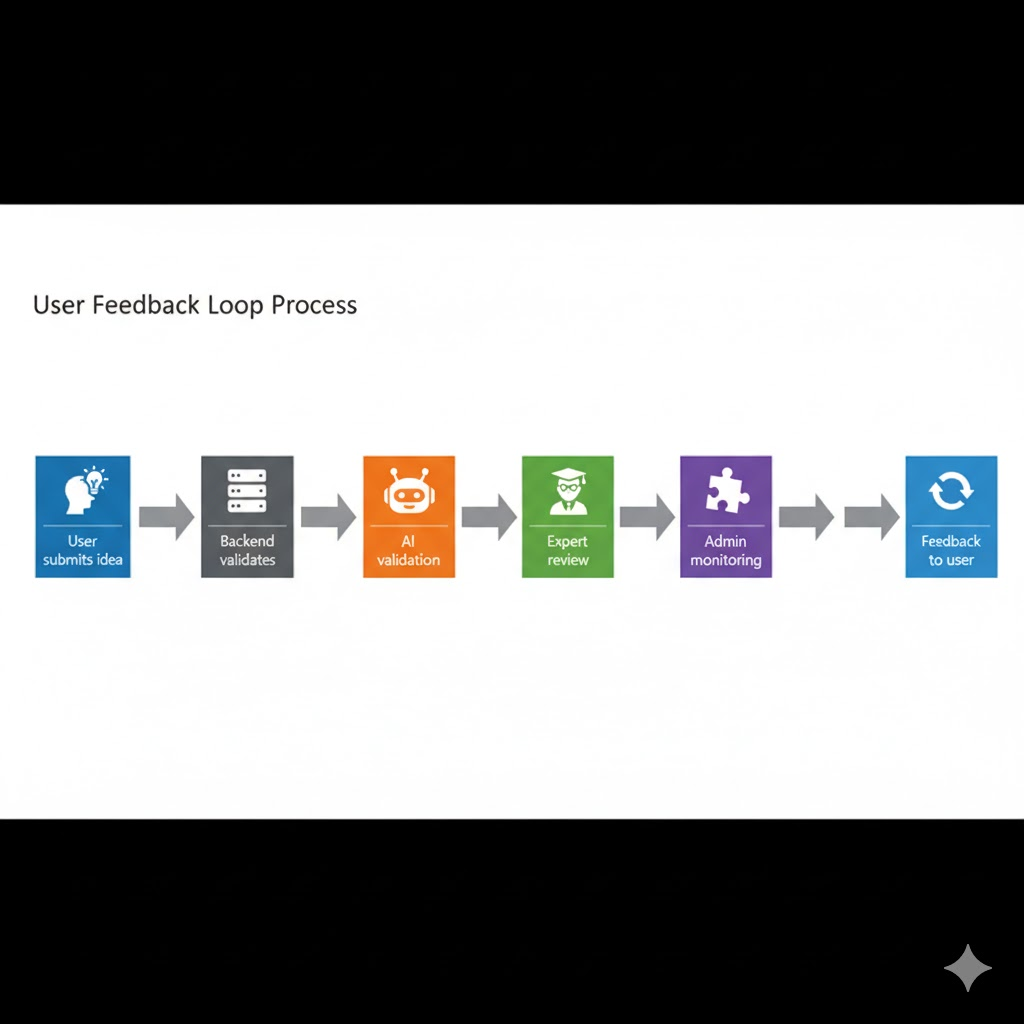 User Feedback Loop Process
User
submits idea
Backend
validates
AI
validation
Expert
review
Admin
monitoring
Feedback
to user